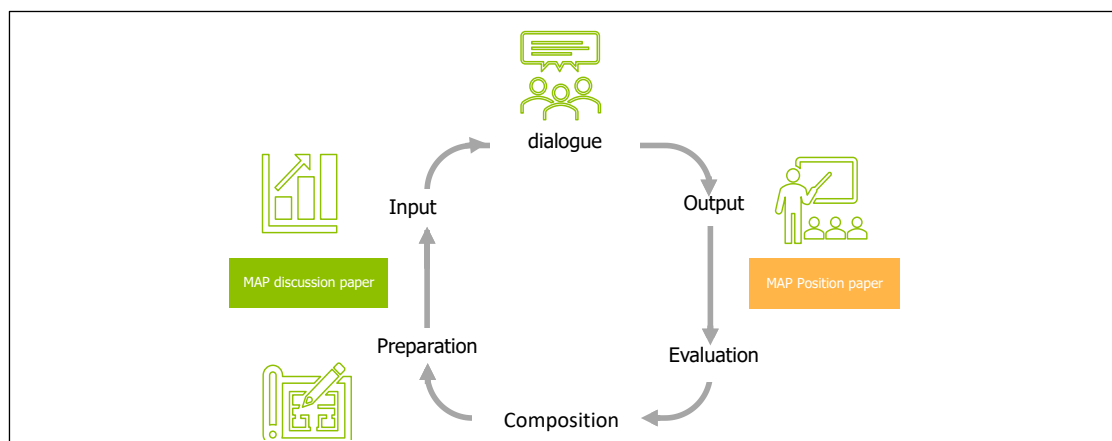 dialogue
Input
Output
MAP discussion paper
MAP Position paper
Preparation
Evaluation
Composition